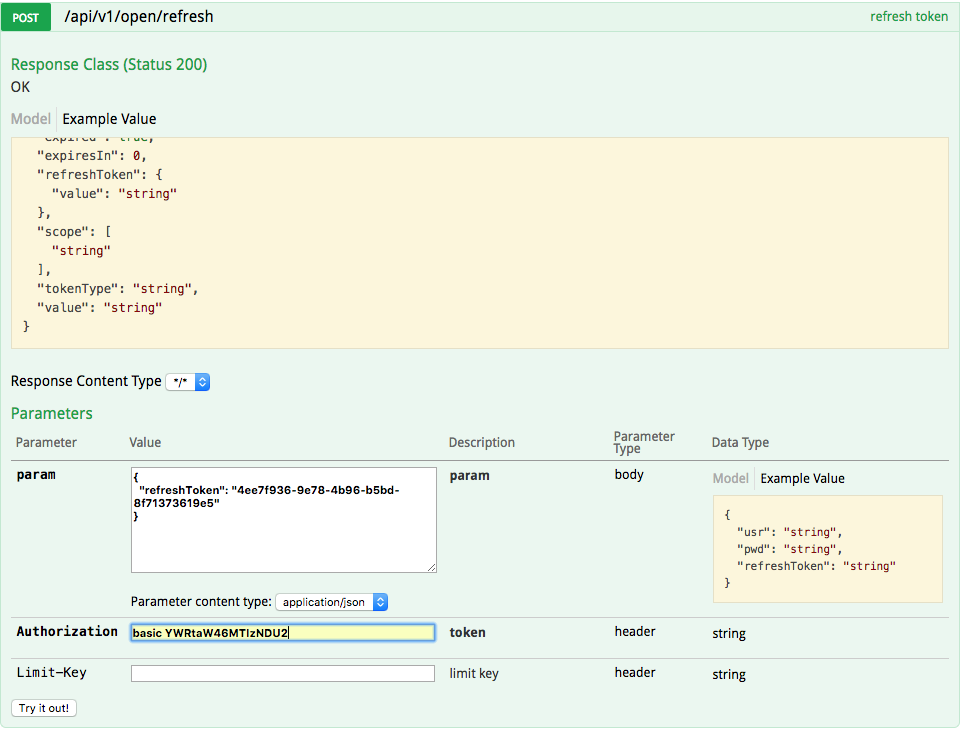 POST /api/v1/open/refresh refresh token
Response Class (Status 200)
OK
Model Example Value
"expired": true,
"expiresIn": 0,
"refreshToken": {
"value": "string"
},
"scope": [
"string"
],
"tokenType": "string",
"value": "string"
}
Response Content Type */*
Parameters
Parameter Value Description Parameter Type Data Type
param
{
"refreshToken": "4ee7f936-9e78-4b96-b5bd-
8f71373619e5"
}
param body
Model Example Value
{
"usr": "string",
"pwd": "string",
"refreshToken": "string"
}
Parameter content type: application/json
Authorization basic YWRtaW46MTIzNDU2 token header string
Limit-Key limit key header string
Try it out!